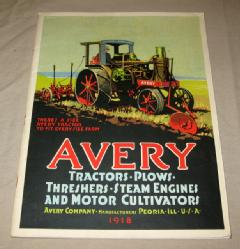 AVERY
THERE'S A SIZE
AVERY TRACTOR
TO FIT EVERY SIZE FARM
AVERY
TRACTORS · PLOWS ·
THRESHERS · STEAM ENGINES
AND MOTOR CULTIVATORS
AVERY COMPANY · MANUFACTURERS PEORIA · ILL · U · S · A ·
1918